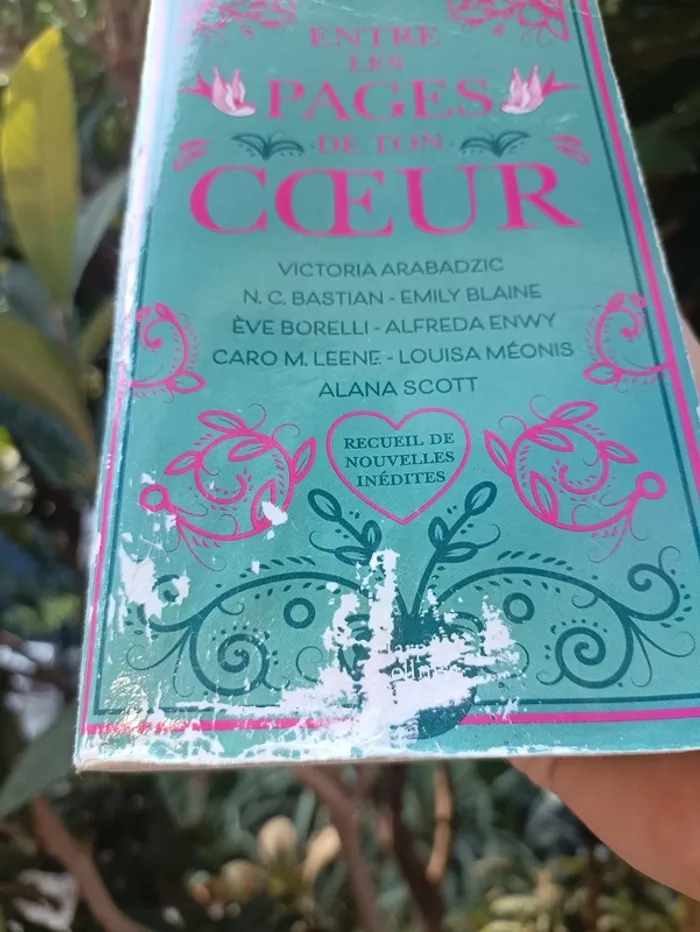 ENTRE
LES
PAGES
DE TON
CŒUR
VICTORIA ARABADZIC
N. C. BASTIAN - EMILY BLAINE
ÈVE BORELLI - ALFREDA ENWY
CARO M. LEENE - LOUISA MÉONIS
ALANA SCOTT
RECUEIL DE
NOUVELLES
INÉDITES